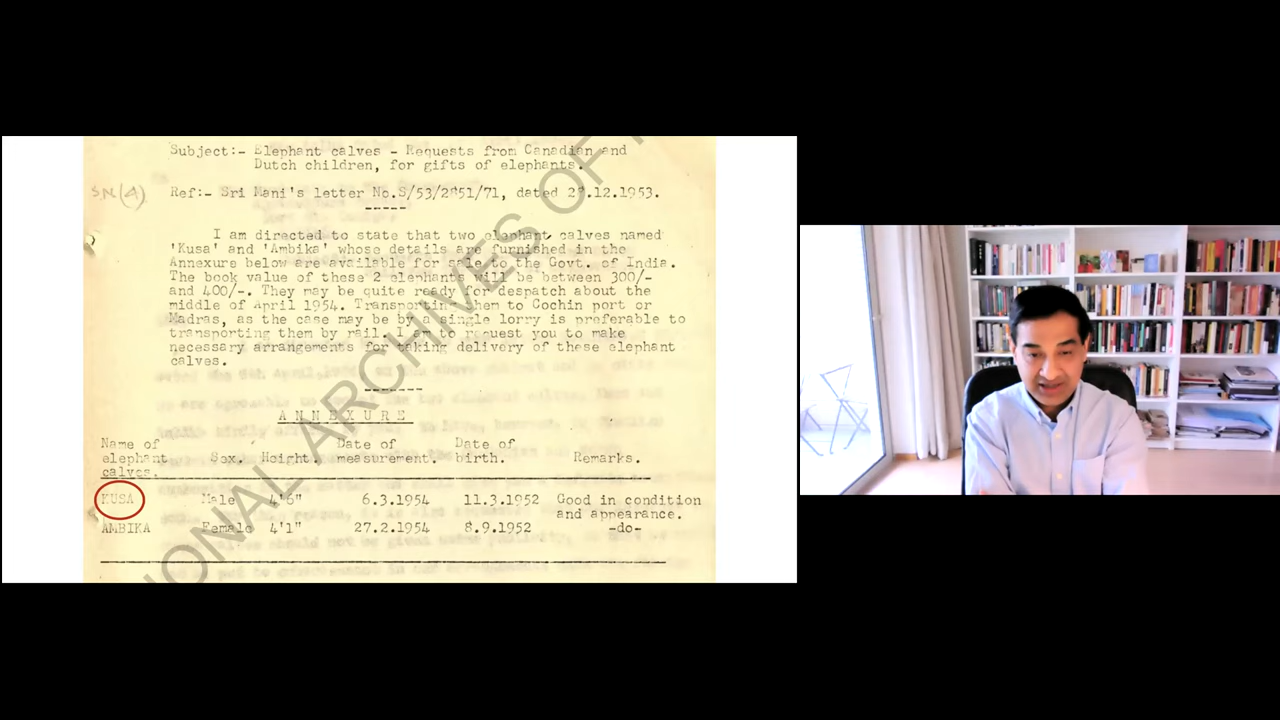 Subject:- Elephant calves - Requests from Canadian and
Dutch children, for gifts of elephants.
SN(4)
Ref:- Sri Mani's letter No.S/53/2851/71, dated 28.12.1953.
I am directed to state that two elephant calves named
'Kusa' and 'Ambika' whose details are furnished in the
Annexure below are available for sale to the Govt. of India.
The book value of these 2 elephants will be between 300/-
and 400/-. They may be quite ready for despatch about the
middle of April 1954. Transporting them to Cochin port or
Madras, as the case may be by a single lorry is preferable to
transporting them by rail. I am to request you to make
necessary arrangements for taking delivery of these elephant
calves.
ANNEXURE
Name of elephant calves. Sex. Height. Date of measurement. Date of birth. Remarks.
KUSA Male 4'6" 6.3.1954 11.3.1952 Good in condition
and appearance.
AMBIKA Female 4'1" 27.2.1954 8.9.1952 -do-
IONAL ARCHIVES OF